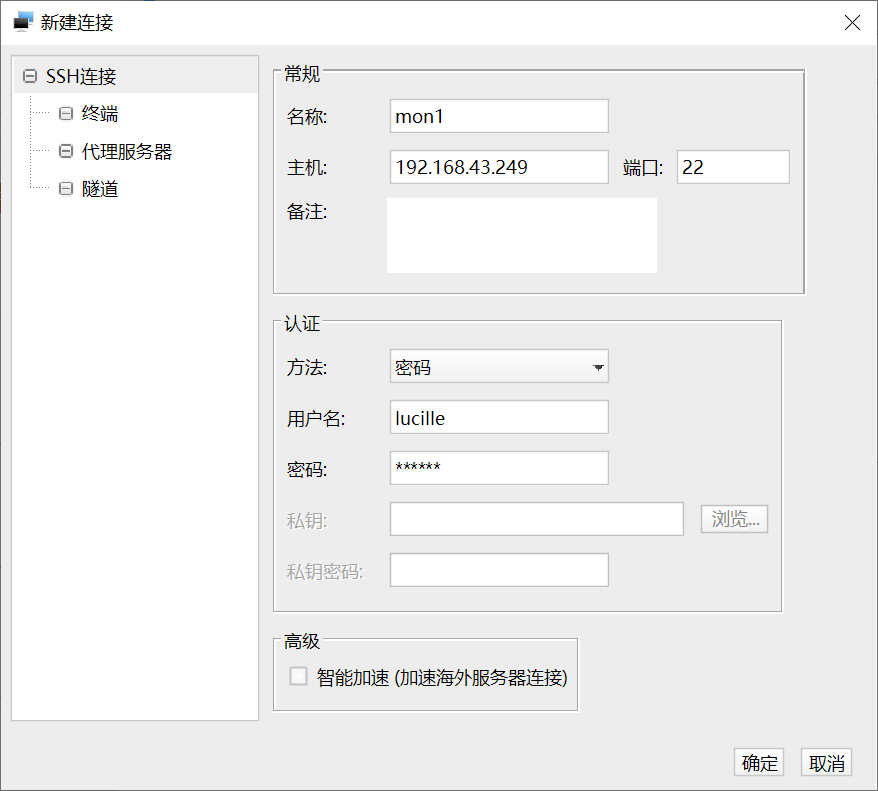 新建连接
SSH连接
终端
代理服务器
隧道
常规
名称: mon1
主机: 192.168.43.249 端口: 22
备注:
认证
方法: 密码
用户名: lucille
密码: ******
私钥: 浏览...
私钥密码:
高级
智能加速 (加速海外服务器连接)
确定 取消